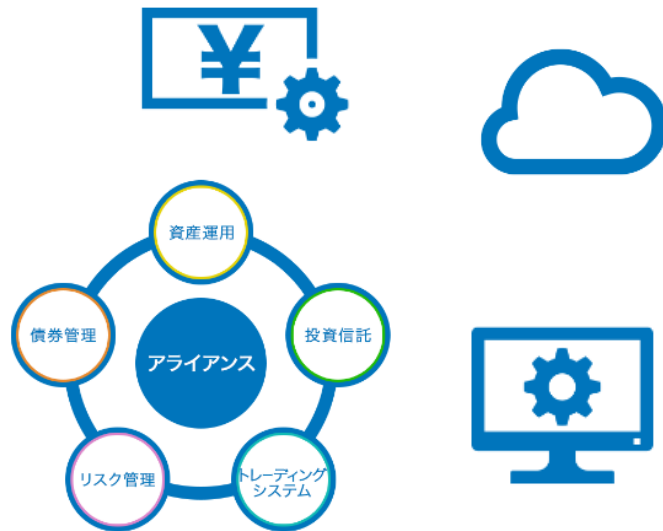 ¥
資産運用
債券管理
アライアンス
投資信託
リスク管理
トレーディング
システム